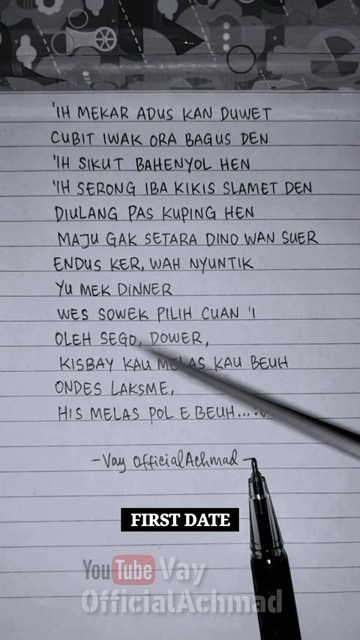 'IH MEKAR ADUS KAN DUWET
CUBIT IWAK ORA BAGUS DEN
'IH SIKUT BAHENYOL HEN
'IH SERONG IBA KIKIS SLAMET DEN
DIULANG PAS KUPING HEN
MAJU GAK SETARA DINO WAN SUER
ENDUS KER, WAH NYUNTIK
YU MEK DINNER
WES SOWEK PILIH CUAN 'I
OLEH SEGO, DOWER,
KISBAY KAU MELAS KAU BEUH
ONDES LAKSME,
HIS MELAS POL E BEUH.....
-Vay OfficialAchmad-
FIRST DATE
YouTube Vay
OfficialAchmad